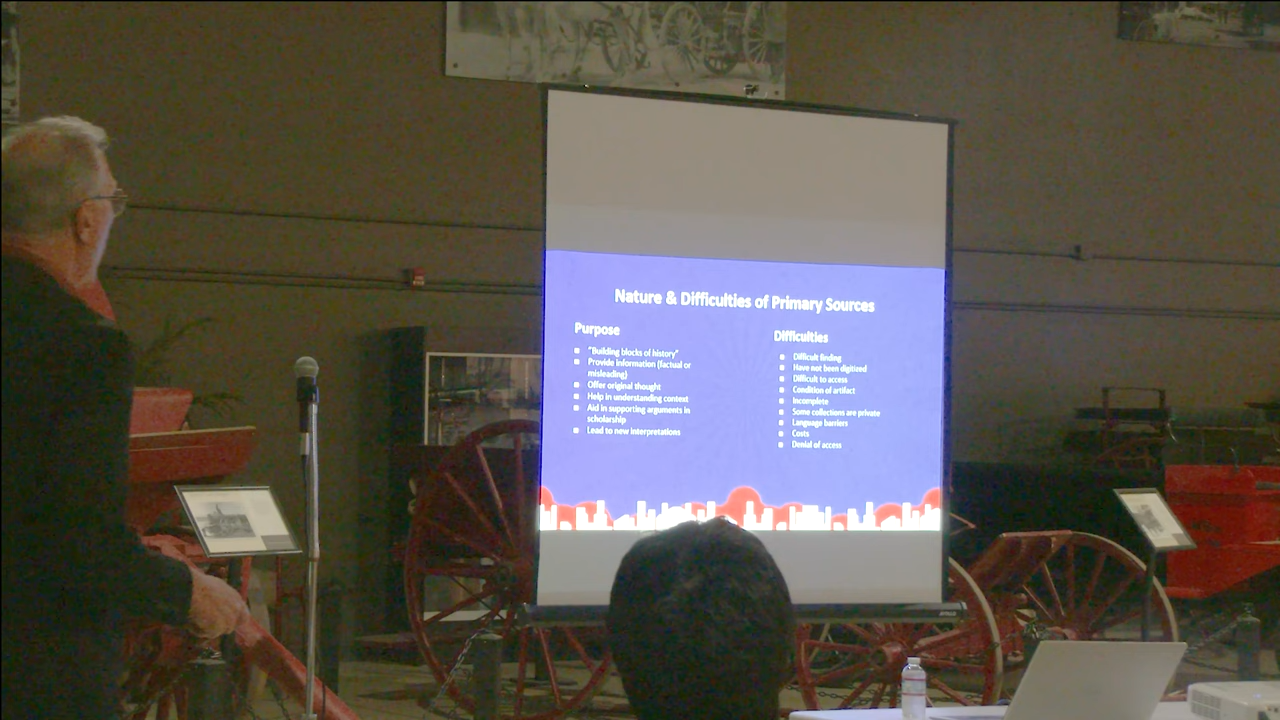 Nature & Difficulties of Primary Sources
Purpose
"Building blocks of history"
Provide information (factual or
misleading)
Offer original thought
Help in understanding context
Aid in supporting arguments in
scholarship
Lead to new interpretations
Difficulties
Difficult finding
Have not been digitized
Difficult to access
Condition of artifact
Incomplete
Some collections are private
Language barriers
Costs
Denial of access